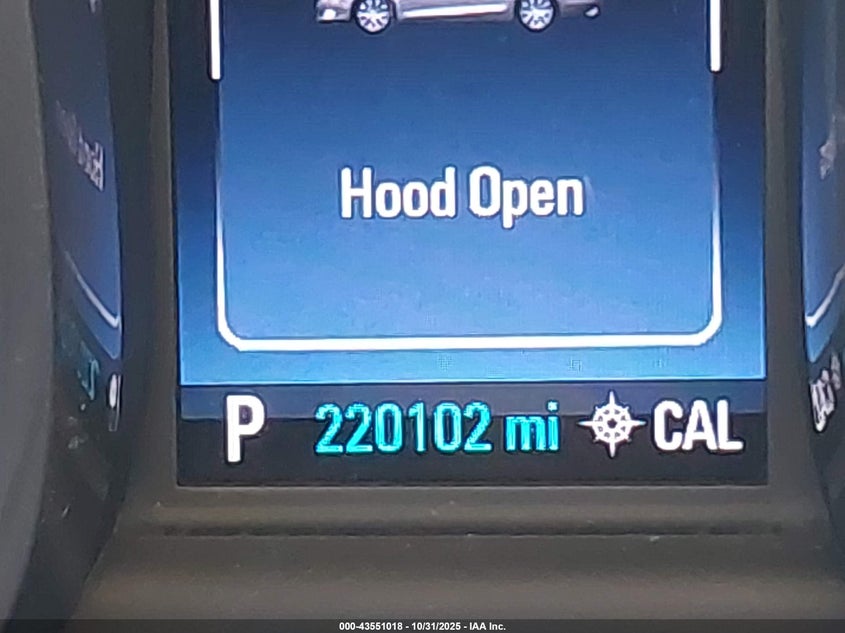 Hood Open
P 220102 mi CAL
000-43551018 - 10/31/2025 - IAA Inc.